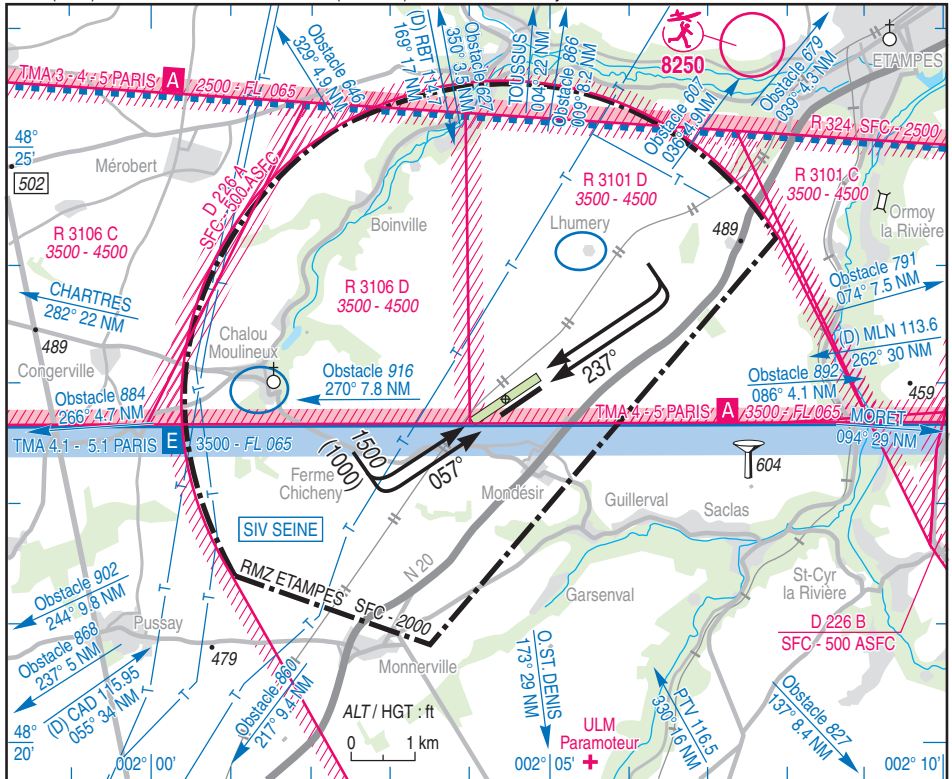 Obstacle 646
329° 4.9 NM
(D) RBT 114.7
169° 17 NM
Obstacle 627
350° 3.5 NM
TOUSSUS
004° 22 NM
Obstacle 866
009° 8.2 NM
8250
Obstacle 607
036° 4.9 NM
Obstacle 679
039° 4.3 NM
ETAMPES
TMA 3 - 4 - 5 PARIS A 2500 - FL 065
R 324 SFC - 2500
48°
25'
502
Mérobert
D 226 A
SFC - 500 ASFC
R 3101 D
3500 - 4500
R 3101 C
3500 - 4500
Boinville
Lhumery
489
Ormoy
la Rivière
R 3106 C
3500 - 4500
R 3106 D
3500 - 4500
CHARTRES
282° 22 NM
Obstacle 791
074° 7.5 NM
489
Congerville
Chalou
Moulineux
(D) MLN 113.6
262° 30 NM
Obstacle 916
270° 7.8 NM
237°
Obstacle 892
086° 4.1 NM
459
Obstacle 884
266° 4.7 NM
TMA 4 - 5 PARIS A 3500 - FL 065
MORET
094° 29 NM
TMA 4.1 - 5.1 PARIS E 3500 - FL 065
1500
(1000)
057°
604
Ferme
Chicheny
Mondésir
Guillerval
Saclas
SIV SEINE
N 20
RMZ ETAMPES SFC - 2000
Garsenval
St-Cyr
la Rivière
Obstacle 902
244° 9.8 NM
Obstacle 868
237° 5 NM
Pussay
479
(D) CAD 115.95
055° 34 NM
D 226 B
SFC - 500 ASFC
Monnerville
Obstacle 860
217° 9.4 NM
O.ST. DENIS
173° 29 NM
PTV 116.5
330° 16 NM
Obstacle 827
137° 8.4 NM
ALT / HGT : ft
0 1 km
ULM
Paramoteur
48°
20'
002° 00'
002° 05'
002° 10'